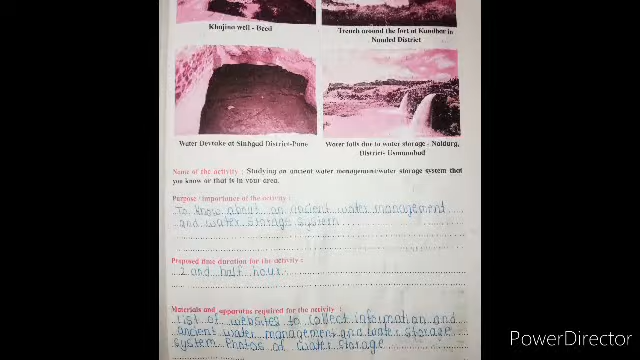 Khajina well - Beed
Trench around the fort at Kandhar in
Nanded District
Water Devtake at Sinhgad District-Pune
Water falls due to water storage - Naldurg,
District- Usmanabad
Name of the activity : Studying an ancient water management/water storage system that
you know or that is in your area.
Purpose / importance of the activity :
To know about an ancient water management
and water storage system
Proposed time duration for the activity :
2 and half hour.
Materials and apparatus required for the activity :
List of websites to collect information and
ancient water management and water storage
system Photos of water storage
PowerDirector